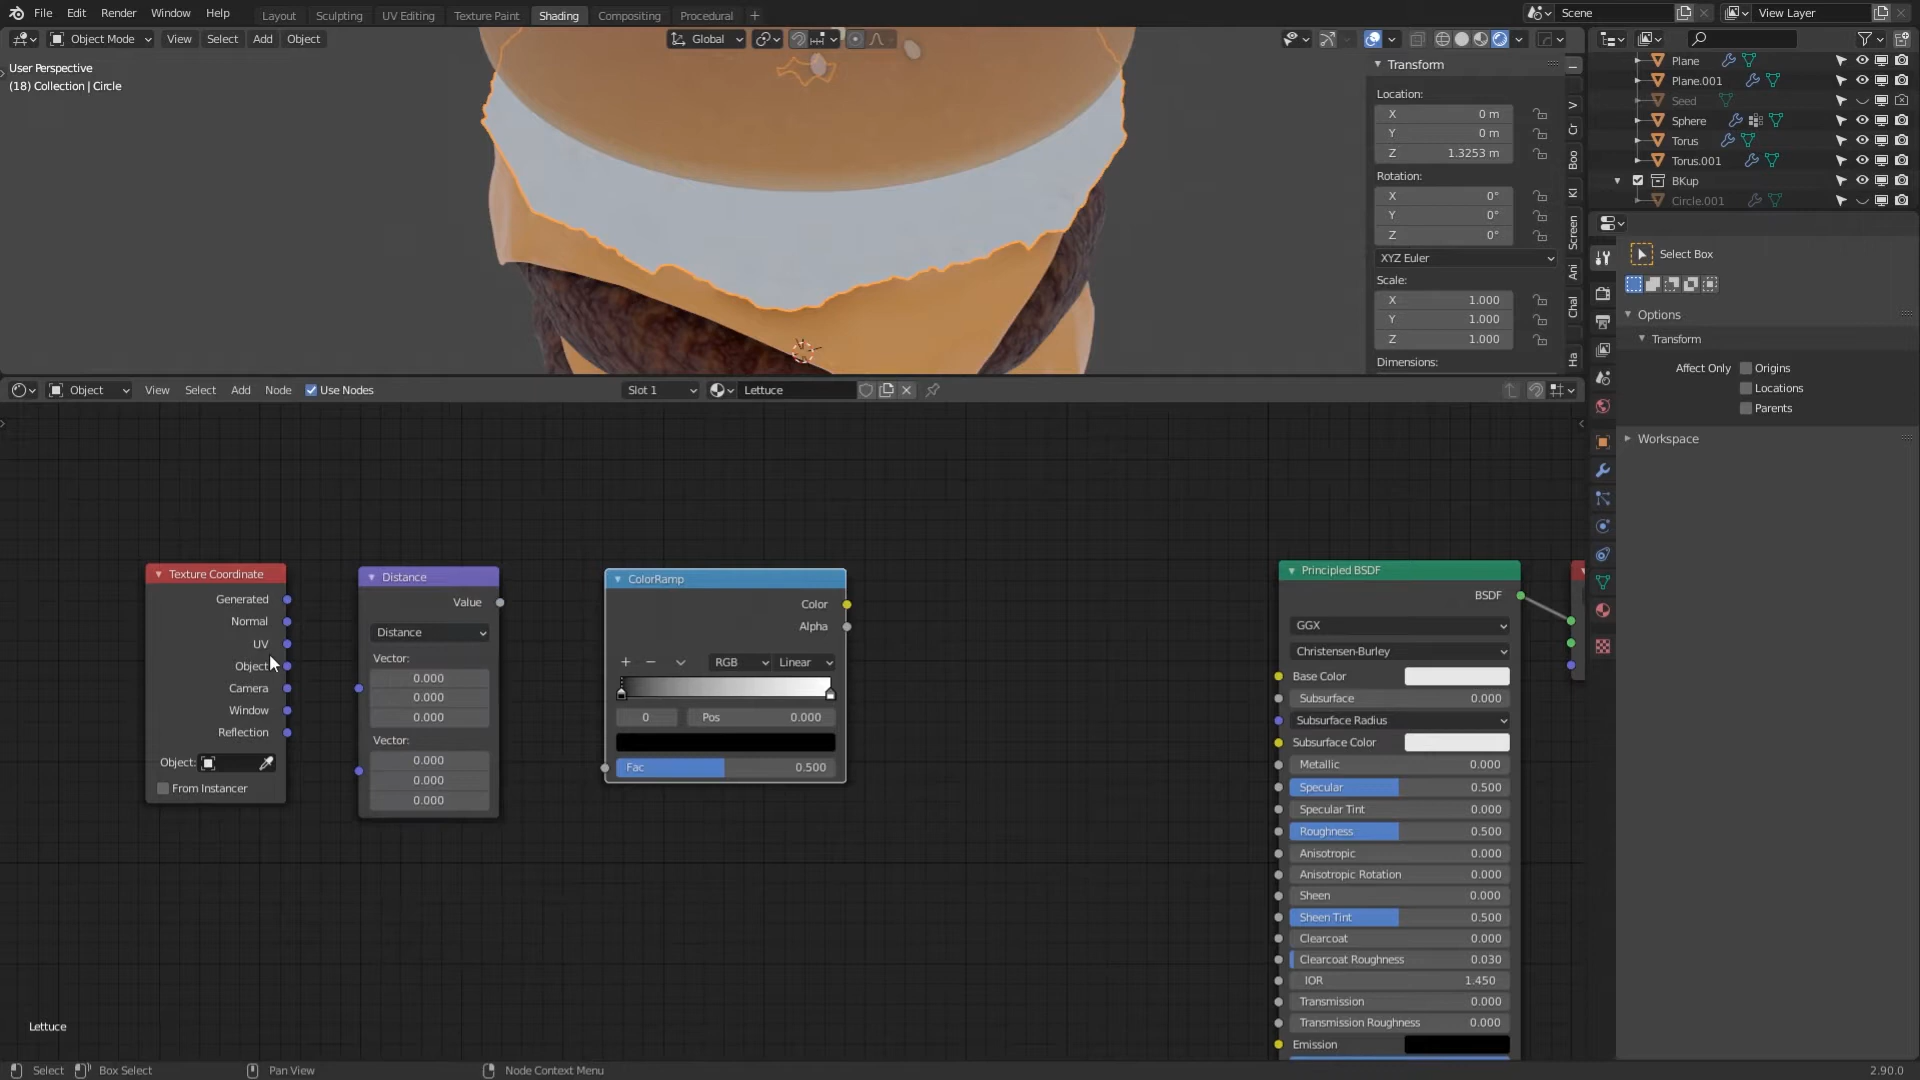 File Edit Render Window Help Layout Sculpting UV Editing Texture Paint Shading Compositing Procedural + Scene View Layer
Object Mode View Select Add Object Global
User Perspective
(18) Collection | Circle
Transform
Location:
X 0 m
Y 0 m
Z 1.3253 m
Rotation:
X 0°
Y 0°
Z 0°
XYZ Euler
Scale:
X 1.000
Y 1.000
Z 1.000
Dimensions:
V
Cr
Boo
KI
Screen
Ani
Chal
Ha
Plane
Plane.001
Seed
Sphere
Torus
Torus.001
BKup
Circle.001
Select Box
Options
Transform
Affect Only Origins
Locations
Parents
Workspace
Object View Select Add Node Use Nodes Slot 1 Lettuce
Texture Coordinate
Generated
Normal
UV
Object
Camera
Window
Reflection
Object:
From Instancer
Distance
Value
Distance
Vector:
0.000
0.000
0.000
Vector:
0.000
0.000
0.000
ColorRamp
Color
Alpha
RGB Linear
0 Pos 0.000
Fac 0.500
Principled BSDF
BSDF
GGX
Christensen-Burley
Base Color
Subsurface 0.000
Subsurface Radius
Subsurface Color
Metallic 0.000
Specular 0.500
Specular Tint 0.000
Roughness 0.500
Anisotropic 0.000
Anisotropic Rotation 0.000
Sheen 0.000
Sheen Tint 0.500
Clearcoat 0.000
Clearcoat Roughness 0.030
IOR 1.450
Transmission 0.000
Transmission Roughness 0.000
Emission
Lettuce
Select Box Select Pan View Node Context Menu 2.90.0